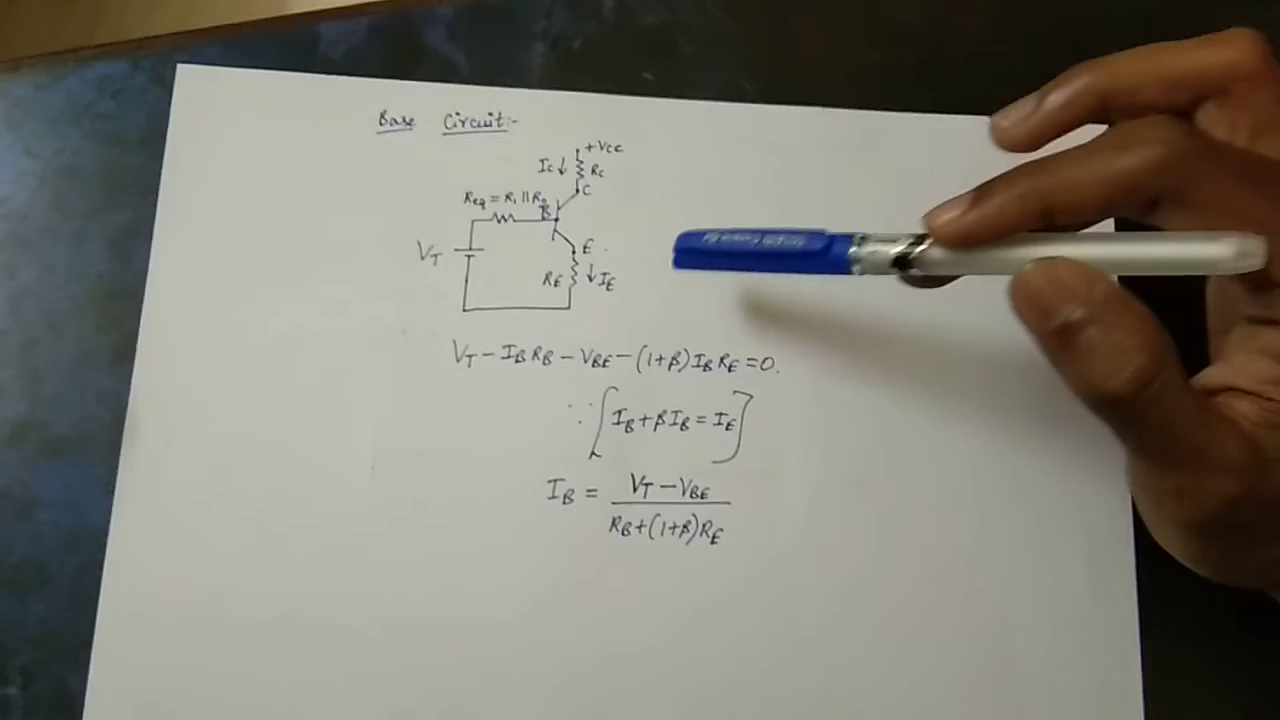 Base Circuit:-
+Vcc
Ic↓ Rc
C
Req = R1 || R2
B
VT
E
RE ↓IE
VT - IB RB - VBE - (1+β) IB RE = 0.
∵ [IB + βIB = IE]
IB = VT - VBE
RB + (1+β) RE